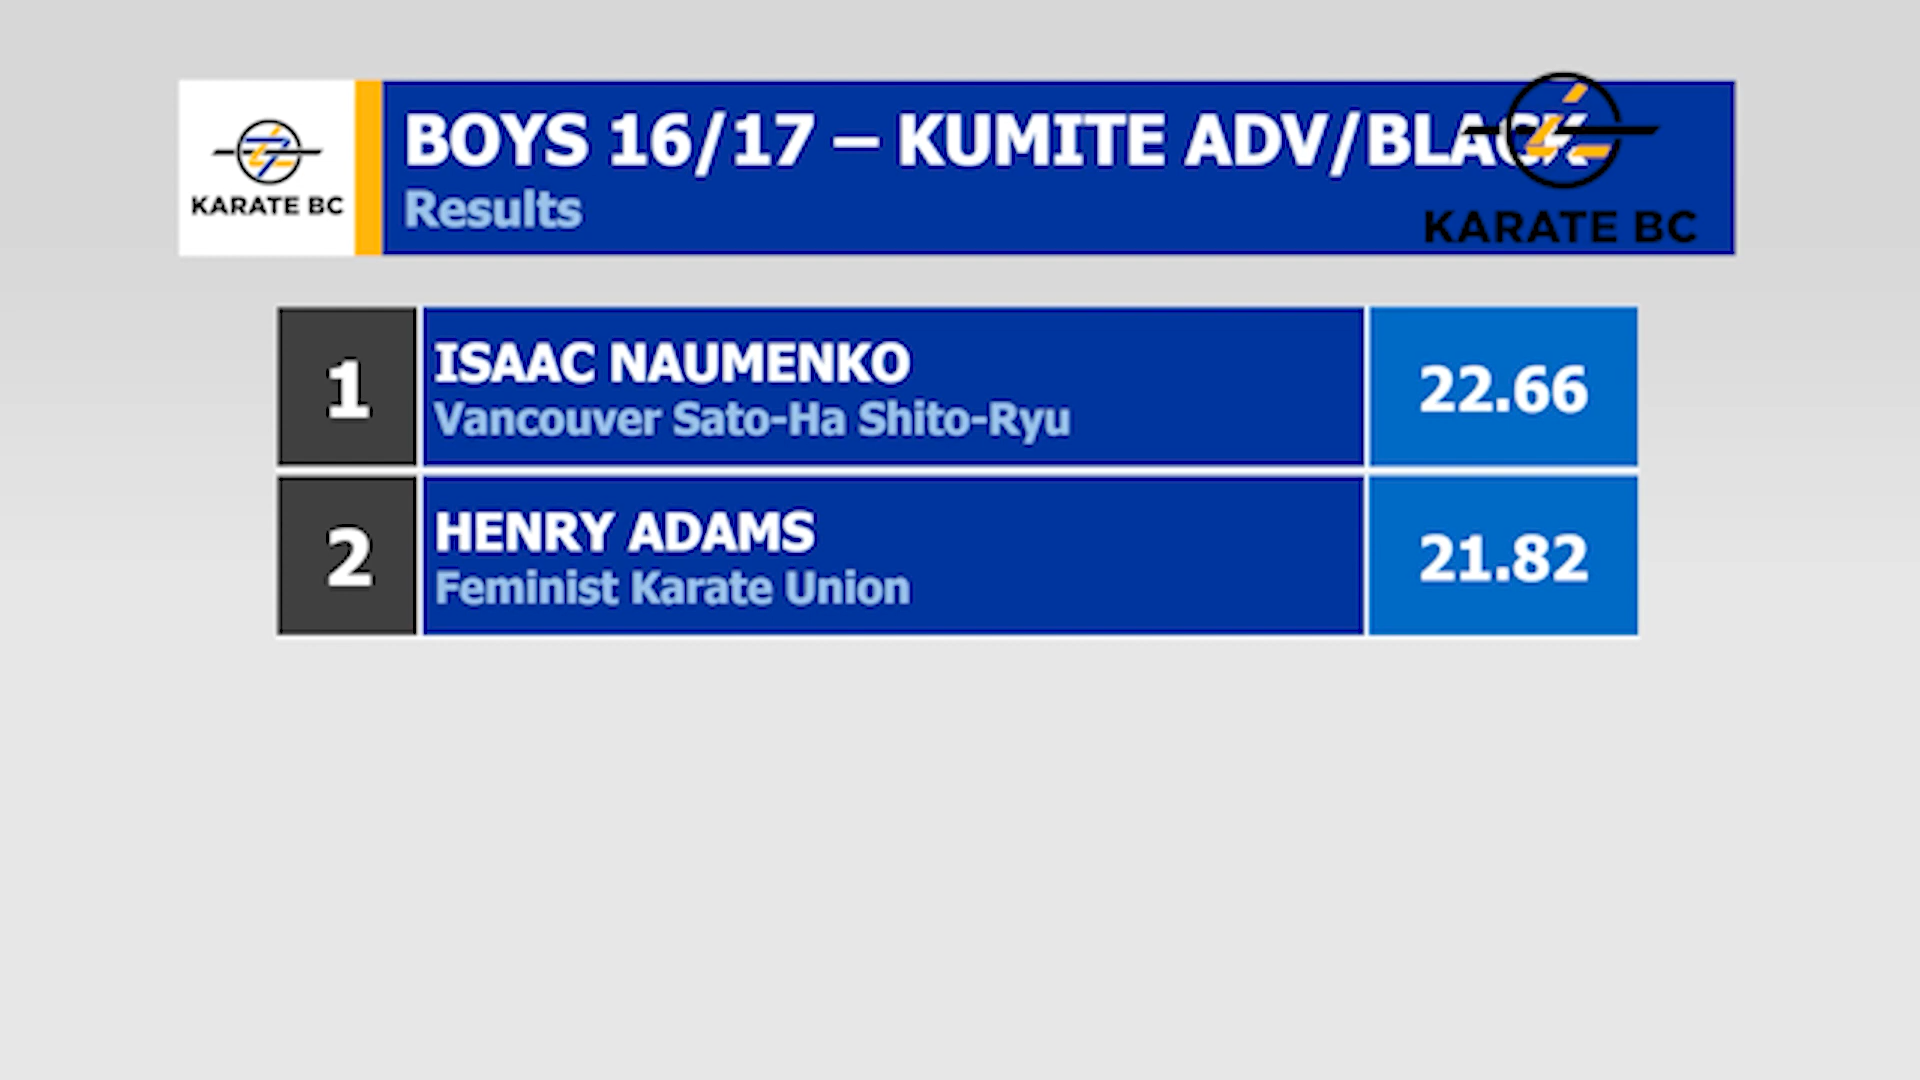 KARATE BC
BOYS 16/17 – KUMITE ADV/BLACK
Results
KARATE BC
1
ISAAC NAUMENKO
Vancouver Sato-Ha Shito-Ryu
22.66
2
HENRY ADAMS
Feminist Karate Union
21.82